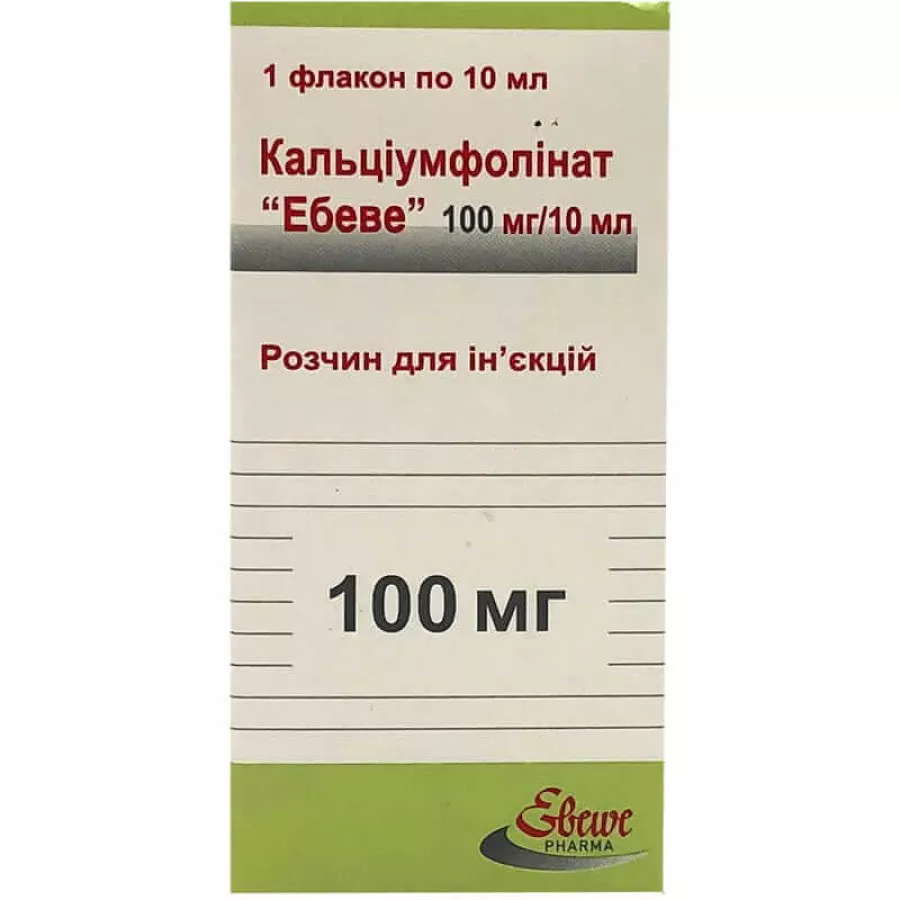 1 флакон по 10 мл
Кальціумфолінат
“Ебеве” 100 мг/10 мл
Розчин для ін’єкцій
100 мг
Ebewe
PHARMA